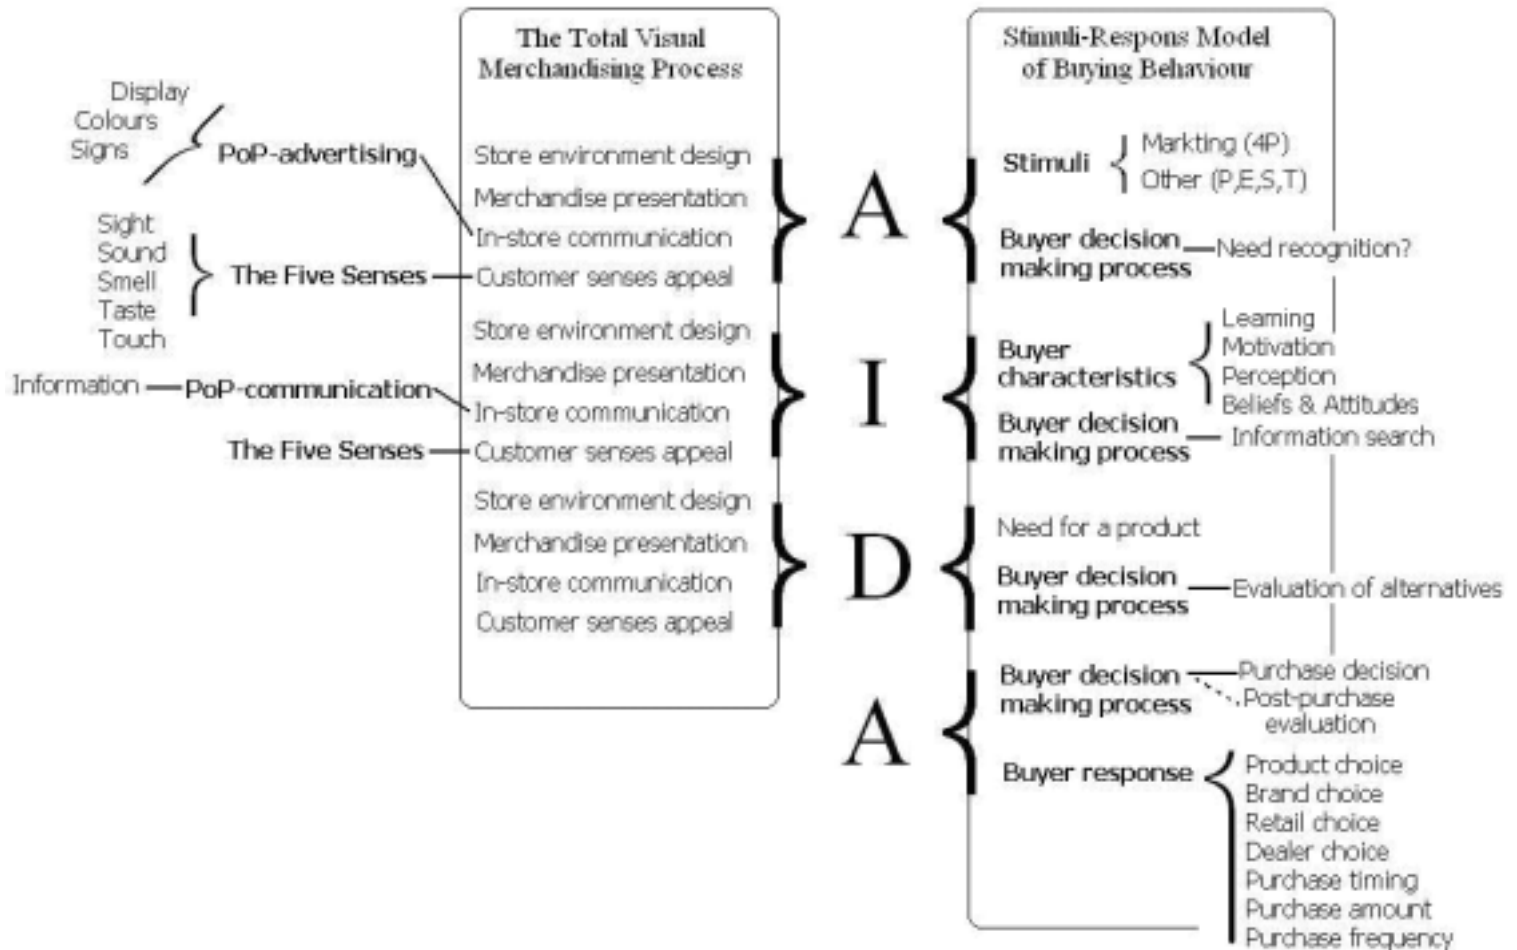 The Total Visual
Merchandising Process
Stimuli-Respons Model
of Buying Behaviour
Display
Colours
Signs
PoP-advertising
Sight
Sound
Smell
Taste
Touch
The Five Senses
Information
PoP-communication
The Five Senses
Store environment design
Merchandise presentation
In-store communication
Customer senses appeal
Store environment design
Merchandise presentation
In-store communication
Customer senses appeal
Store environment design
Merchandise presentation
In-store communication
Customer senses appeal
A
I
D
A
Stimuli
Markting (4P)
Other (P,E,S,T)
Buyer decision
making process
Need recognition?
Buyer
characteristics
Learning
Motivation
Perception
Beliefs & Attitudes
Buyer decision
making process
Information search
Need for a product
Buyer decision
making process
Evaluation of alternatives
Buyer decision
making process
Purchase decision
Post-purchase
evaluation
Buyer response
Product choice
Brand choice
Retail choice
Dealer choice
Purchase timing
Purchase amount
Purchase frequency